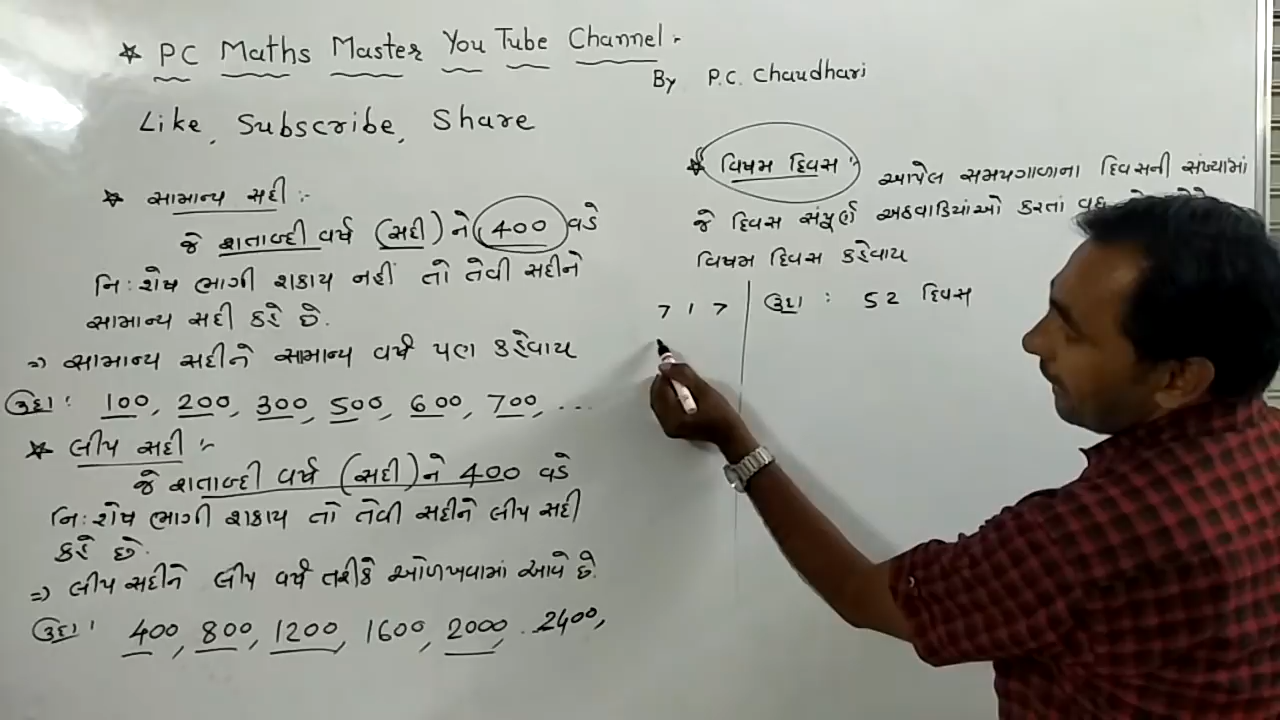 * PC Maths Master You Tube Channel :-
By P.C. Chaudhari
Like, Subscribe, Share
* સામાન્ય સદી :-
જે શતાબ્દી વર્ષ (સદી) ને 400 વડે
નિ:શેષ ભાગી શકાય નહીં તો તેવી સદીને
સામાન્ય સદી કહે છે.
⇒ સામાન્ય સદીને સામાન્ય વર્ષ પણ કહેવાય
ઉદા : 100, 200, 300, 500, 600, 700, ...
* લીપ સદી :-
જે શતાબ્દી વર્ષ (સદી) ને 400 વડે
નિ:શેષ ભાગી શકાય તો તેવી સદીને લીપ સદી
કહે છે.
⇒ લીપ સદીને લીપ વર્ષ તરીકે ઓળખવામાં આવે છે.
ઉદા : 400, 800, 1200, 1600, 2000, 2400,
* વિષમ દિવસ :- આપેલ સમયગાળાના દિવસની સંખ્યામાં
જે દિવસ સંપૂર્ણ અઠવાડિયાંઓ કરતાં વધ
વિષમ દિવસ કહેવાય
7 1 7
ઉદા : 52 દિવસ